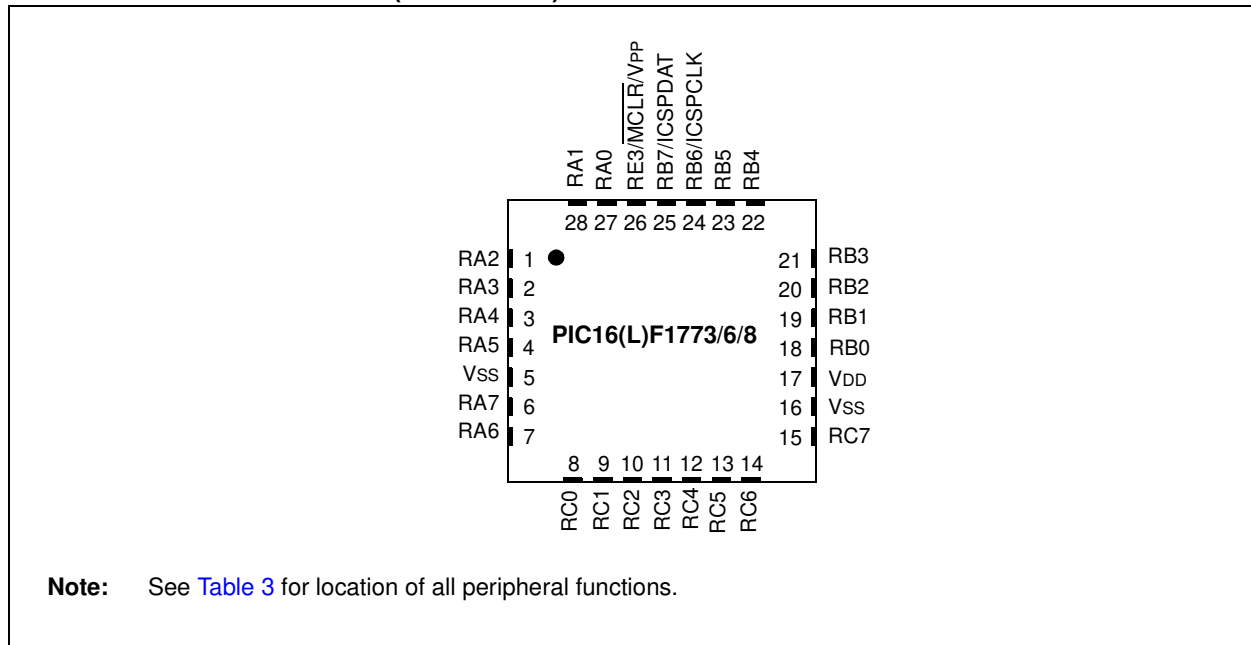 RE3/MCLR/VPP
RB7/ICSPDAT
RB6/ICSPCLK
RA1
RA0
RB5
RB4
28 27 26 25 24 23 22
RA2 1
RA3 2
RA4 3
RA5 4
VSS 5
RA7 6
RA6 7
PIC16(L)F1773/6/8
21 RB3
20 RB2
19 RB1
18 RB0
17 VDD
16 VSS
15 RC7
8 9 10 11 12 13 14
RC0
RC1
RC2
RC3
RC4
RC5
RC6
Note: See Table 3 for location of all peripheral functions.